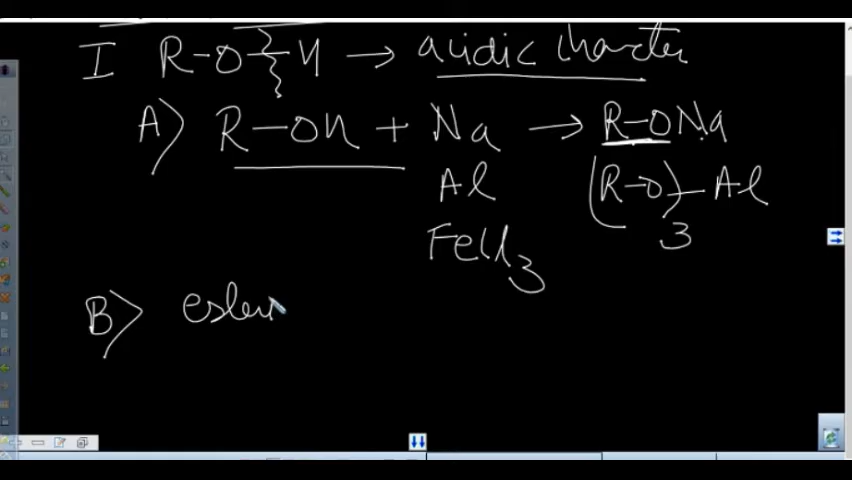 I R-O-H → acidic character
A) R-OH + Na → R-ONa
Al (R-O)3-Al
FeCl3
B) ester